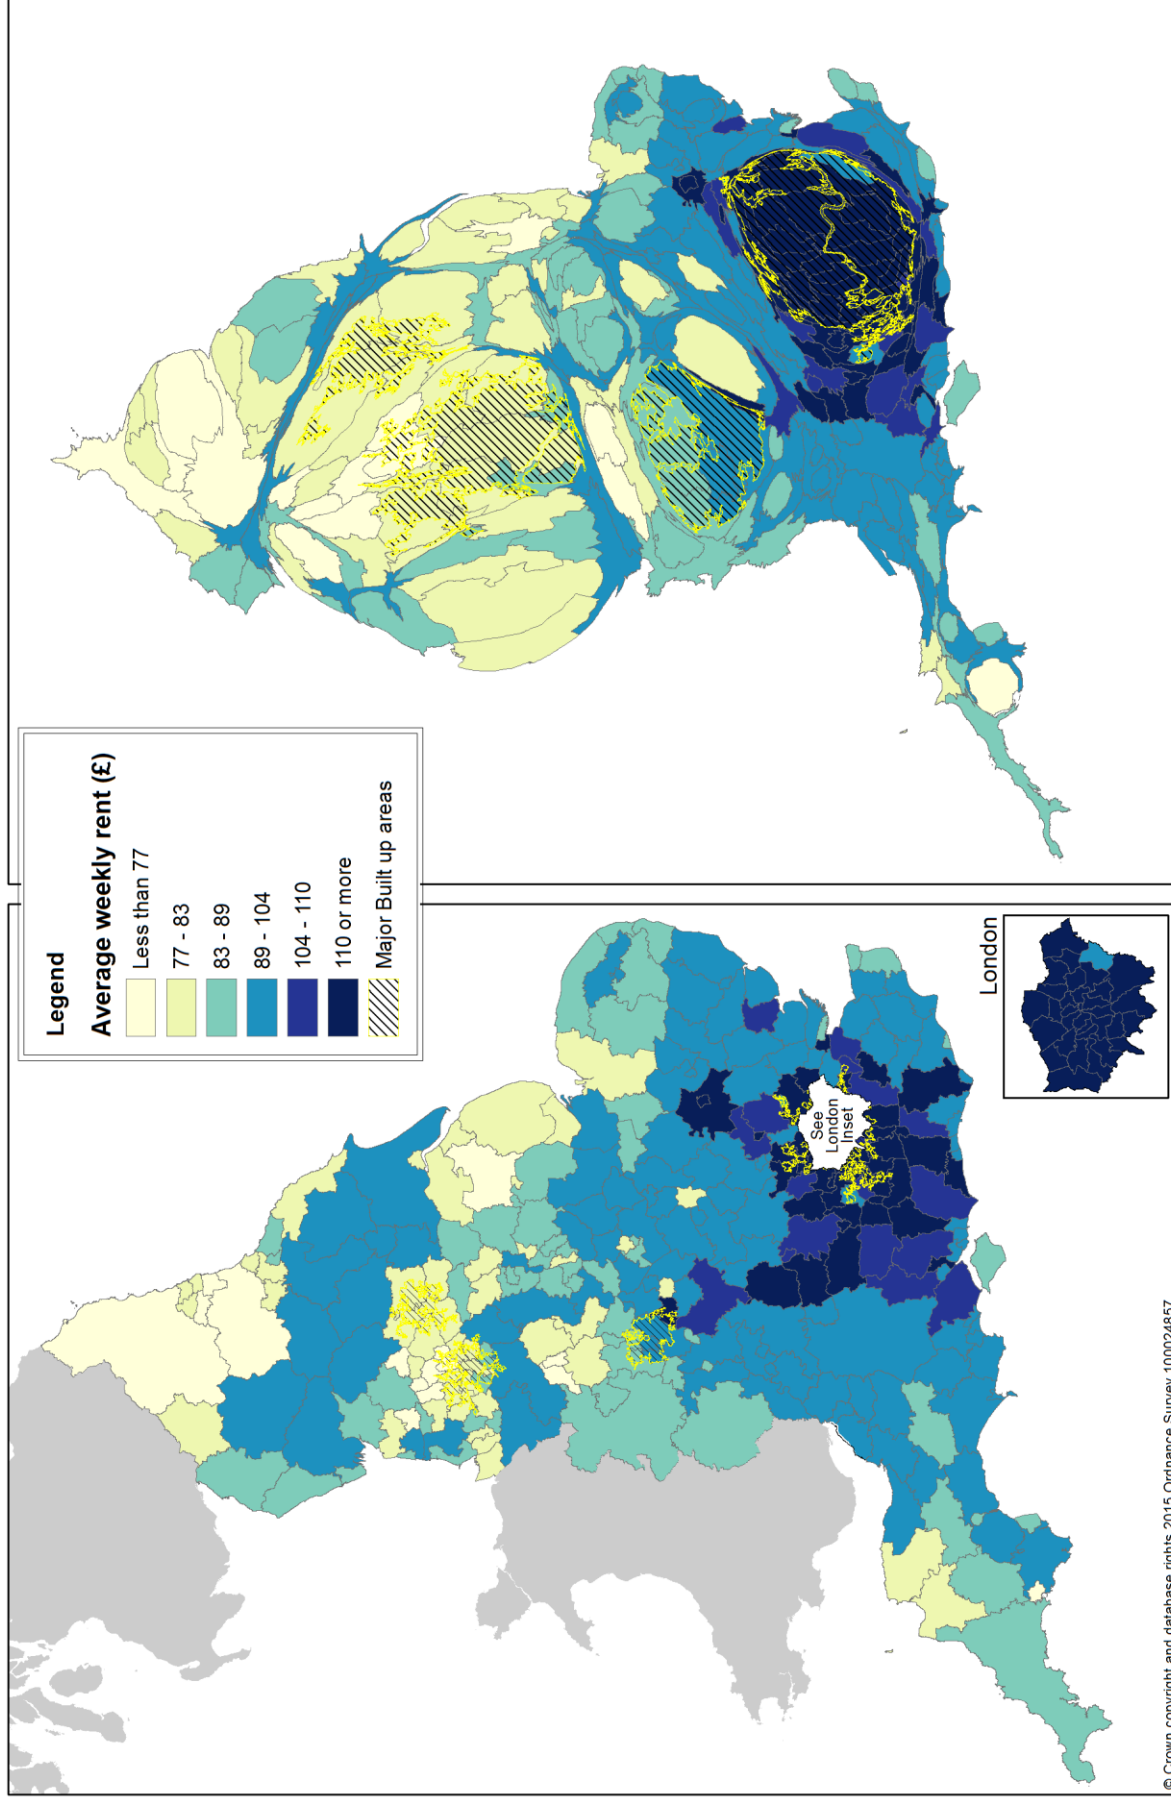 Legend
Average weekly rent (£)
Less than 77
77 - 83
83 - 89
89 - 104
104 - 110
110 or more
Major Built up areas
See
London
Inset
London
© Crown copyright and database rights 2015 Ordnance Survey 100024857